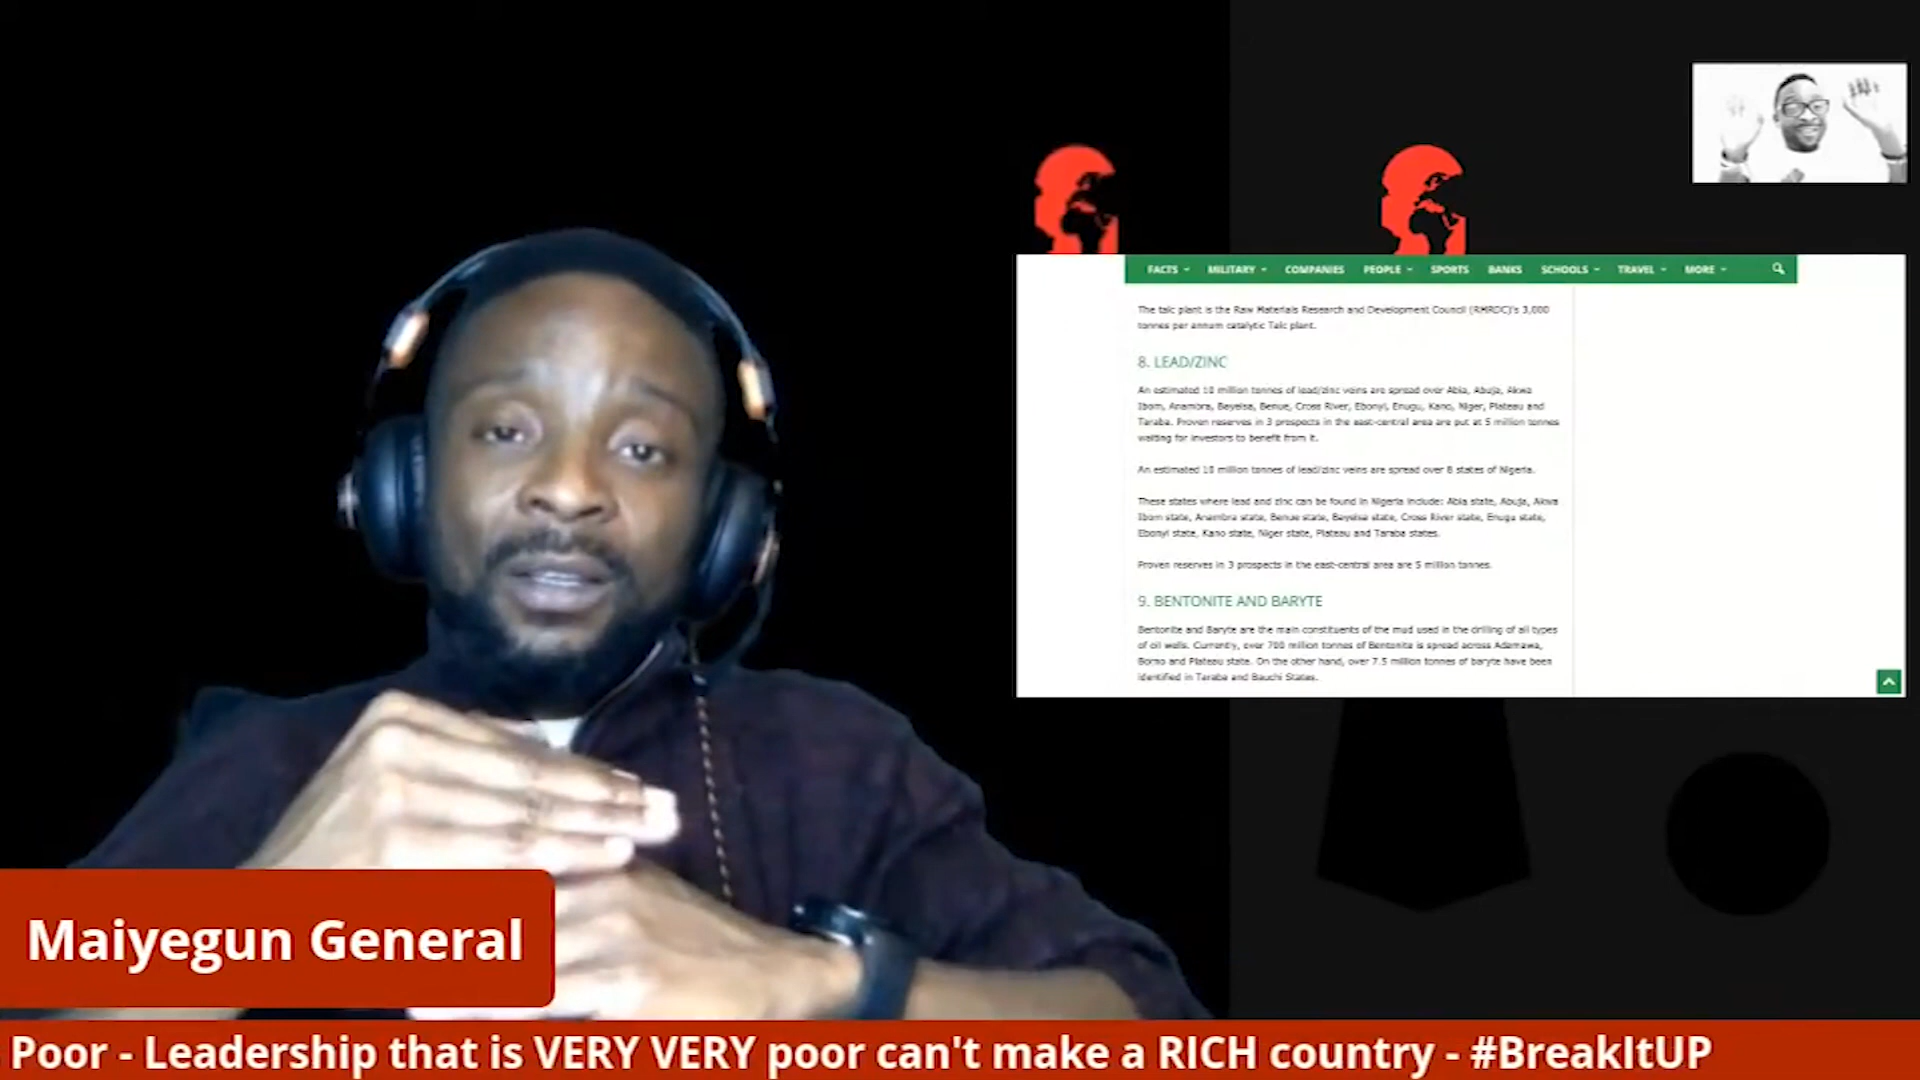 FACTS MILITARY COMPANIES PEOPLE SPORTS BANKS SCHOOLS TRAVEL MORE
The talc plant is the Raw Materials Research and Development Council (RMRDC)'s 3,000
tonnes per annum catalytic Talc plant.
8. LEAD/ZINC
An estimated 10 million tonnes of lead/zinc veins are spread over Abia, Abuja, Akwa
Ibom, Anambra, Bayelsa, Benue, Cross River, Ebonyi, Enugu, Kano, Niger, Plateau and
Taraba. Proven reserves in 3 prospects in the east-central area are put at 5 million tonnes
waiting for investors to benefit from it.
An estimated 10 million tonnes of lead/zinc veins are spread over 8 states of Nigeria.
These states where lead and zinc can be found in Nigeria include: Abia state, Abuja, Akwa
Ibom state, Anambra state, Benue state, Bayelsa state, Cross River state, Enugu state,
Ebonyi state, Kano state, Niger state, Plateau and Taraba states.
Proven reserves in 3 prospects in the east-central area are 5 million tonnes.
9. BENTONITE AND BARYTE
Bentonite and Baryte are the main constituents of the mud used in the drilling of all types
of oil wells. Currently, over 700 million tonnes of Bentonite is spread across Adamawa,
Borno and Plateau state. On the other hand, over 7.5 million tonnes of baryte have been
identified in Taraba and Bauchi States.
Maiyegun General
Poor - Leadership that is VERY VERY poor can't make a RICH country - #BreakItUP